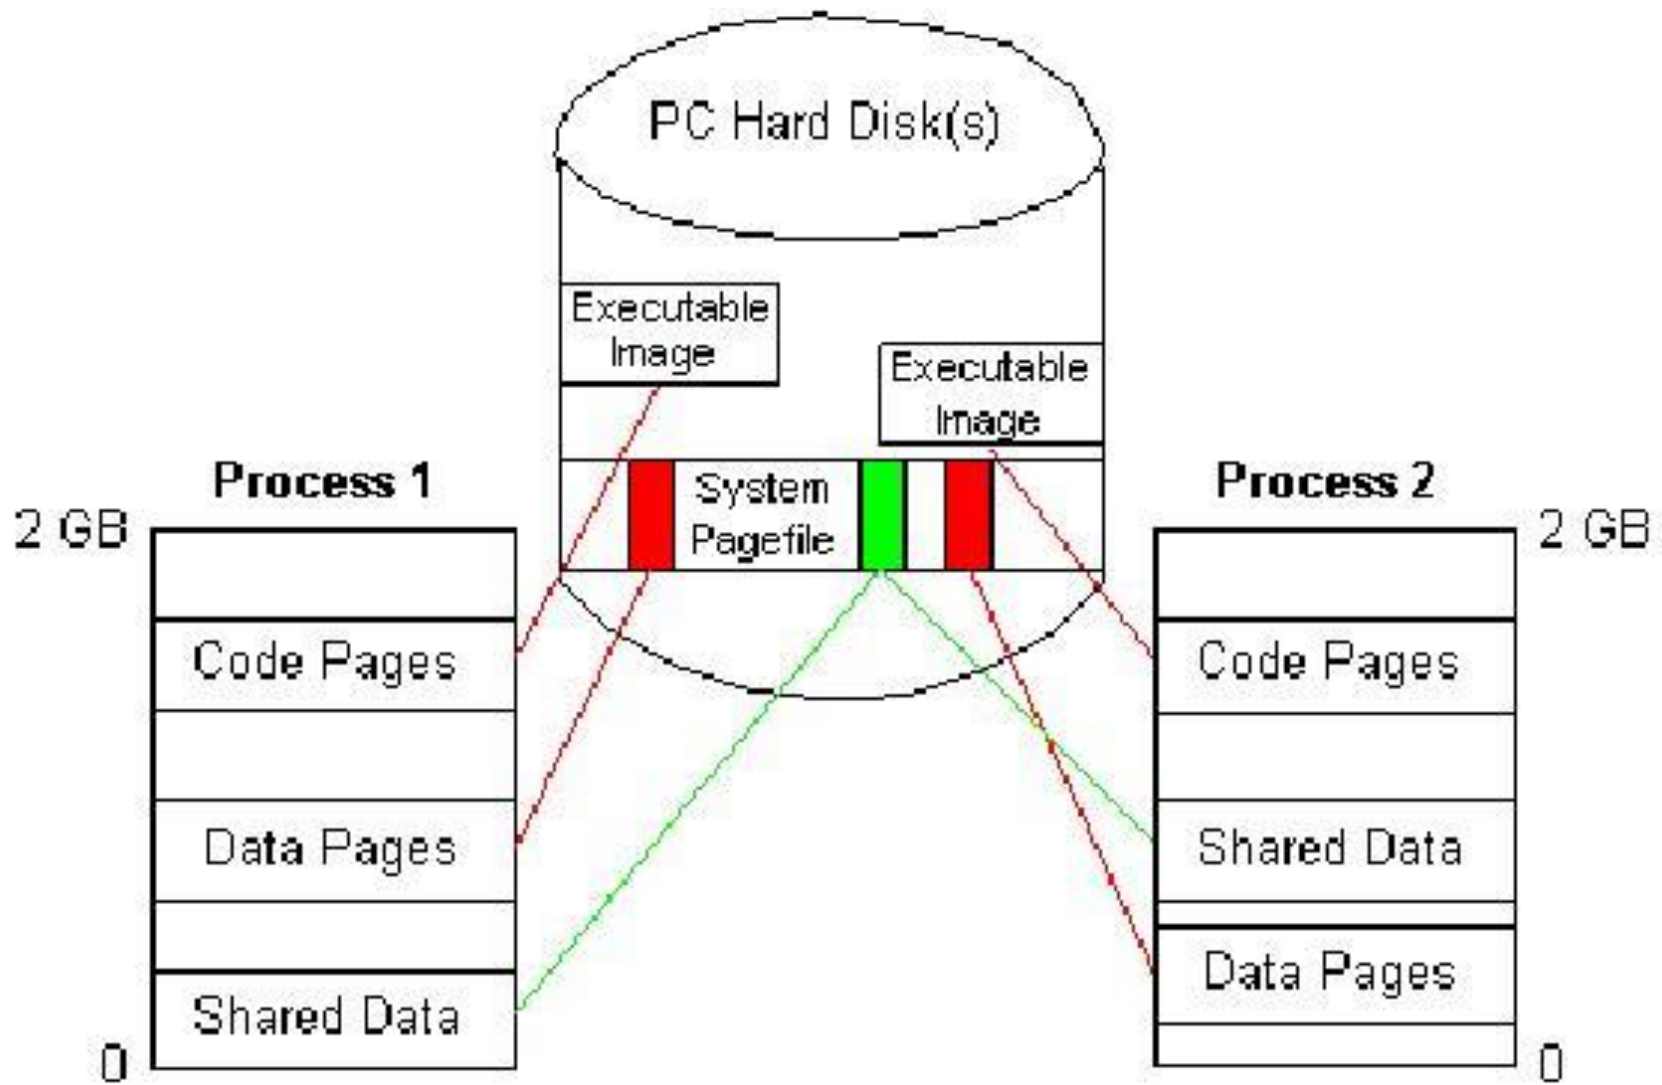 PC Hard Disk(s)
Executable
Image
Executable
Image
System
Pagefile
Process 1
2 GB
Code Pages
Data Pages
Shared Data
0
Process 2
2 GB
Code Pages
Shared Data
Data Pages
0